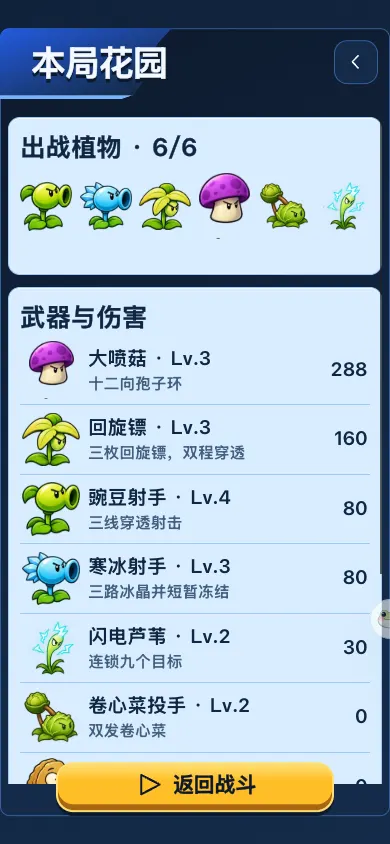 本局花园
出战植物 · 6/6
武器与伤害
大喷菇 · Lv.3
十二向孢子环
288
回旋镖 · Lv.3
三枚回旋镖，双程穿透
160
豌豆射手 · Lv.4
三线穿透射击
80
寒冰射手 · Lv.3
三路冰晶并短暂冻结
80
闪电芦苇 · Lv.2
连锁九个目标
30
卷心菜投手 · Lv.2
双发卷心菜
0
返回战斗